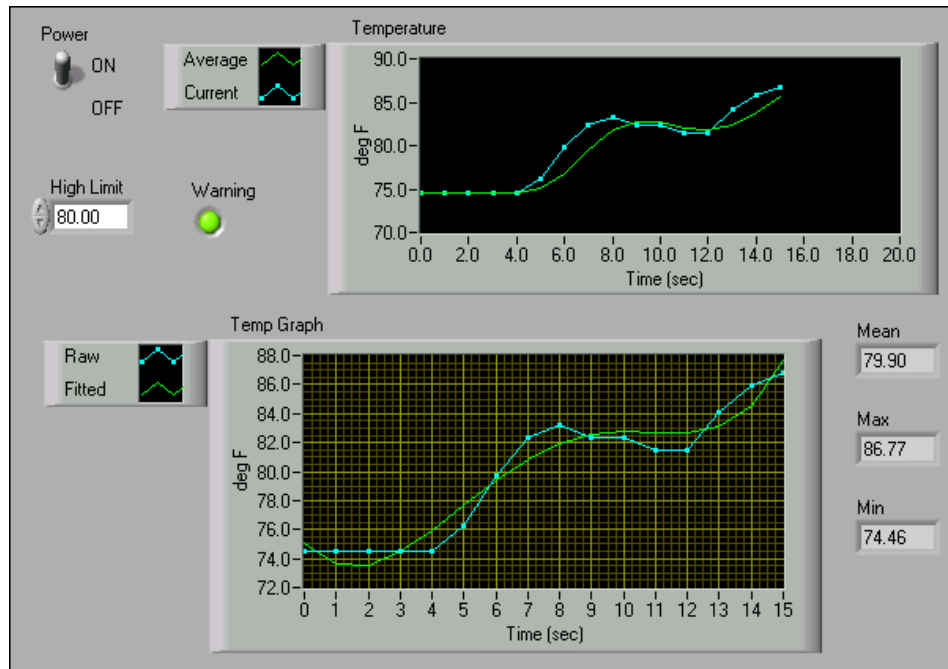 Power
ON
OFF
Average
Current
Temperature
90.0
85.0
80.0
75.0
70.0
deg F
0.0 2.0 4.0 6.0 8.0 10.0 12.0 14.0 16.0 18.0 20.0
Time (sec)
High Limit
80.00
Warning
Raw
Fitted
Temp Graph
88.0
86.0
84.0
82.0
80.0
78.0
76.0
74.0
72.0
deg F
0 1 2 3 4 5 6 7 8 9 10 11 12 13 14 15
Time (sec)
Mean
79.90
Max
86.77
Min
74.46